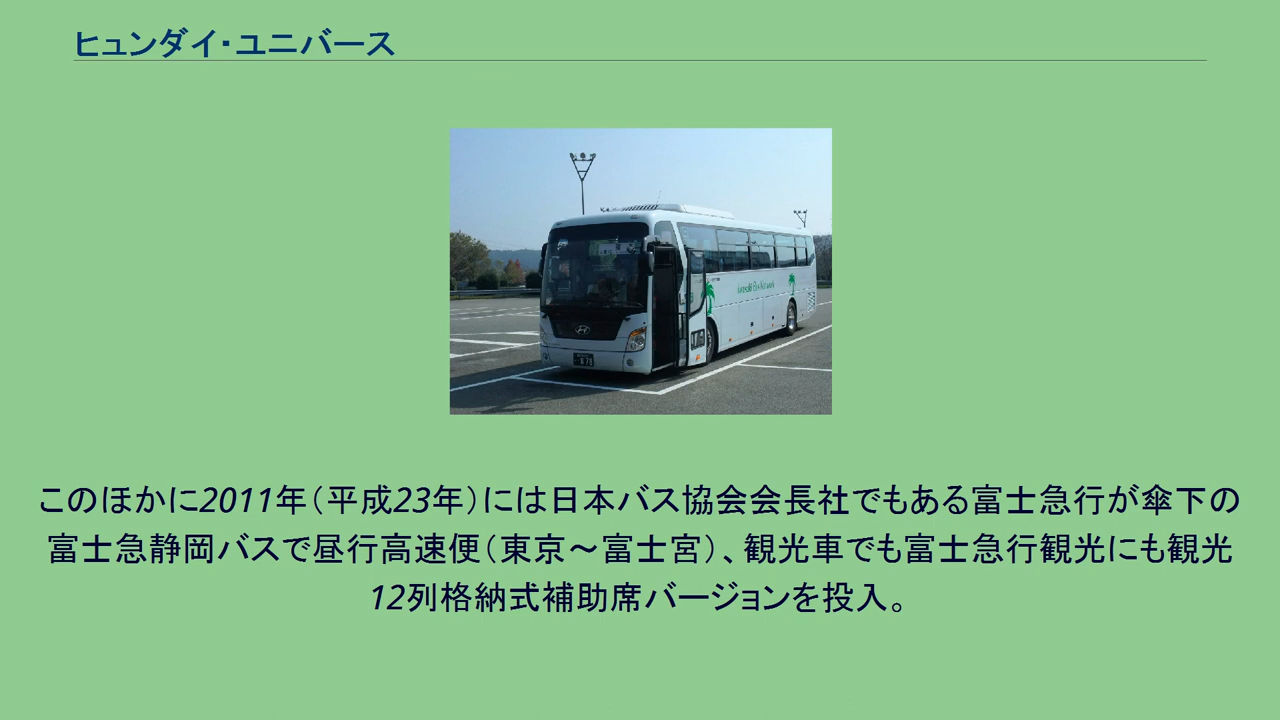 ヒュンダイ・ユニバース
このほかに2011年（平成23年）には日本バス協会会長社でもある富士急行が傘下の
富士急静岡バスで昼行高速便（東京～富士宮）、観光車でも富士急行観光にも観光
12列格納式補助席バージョンを投入。